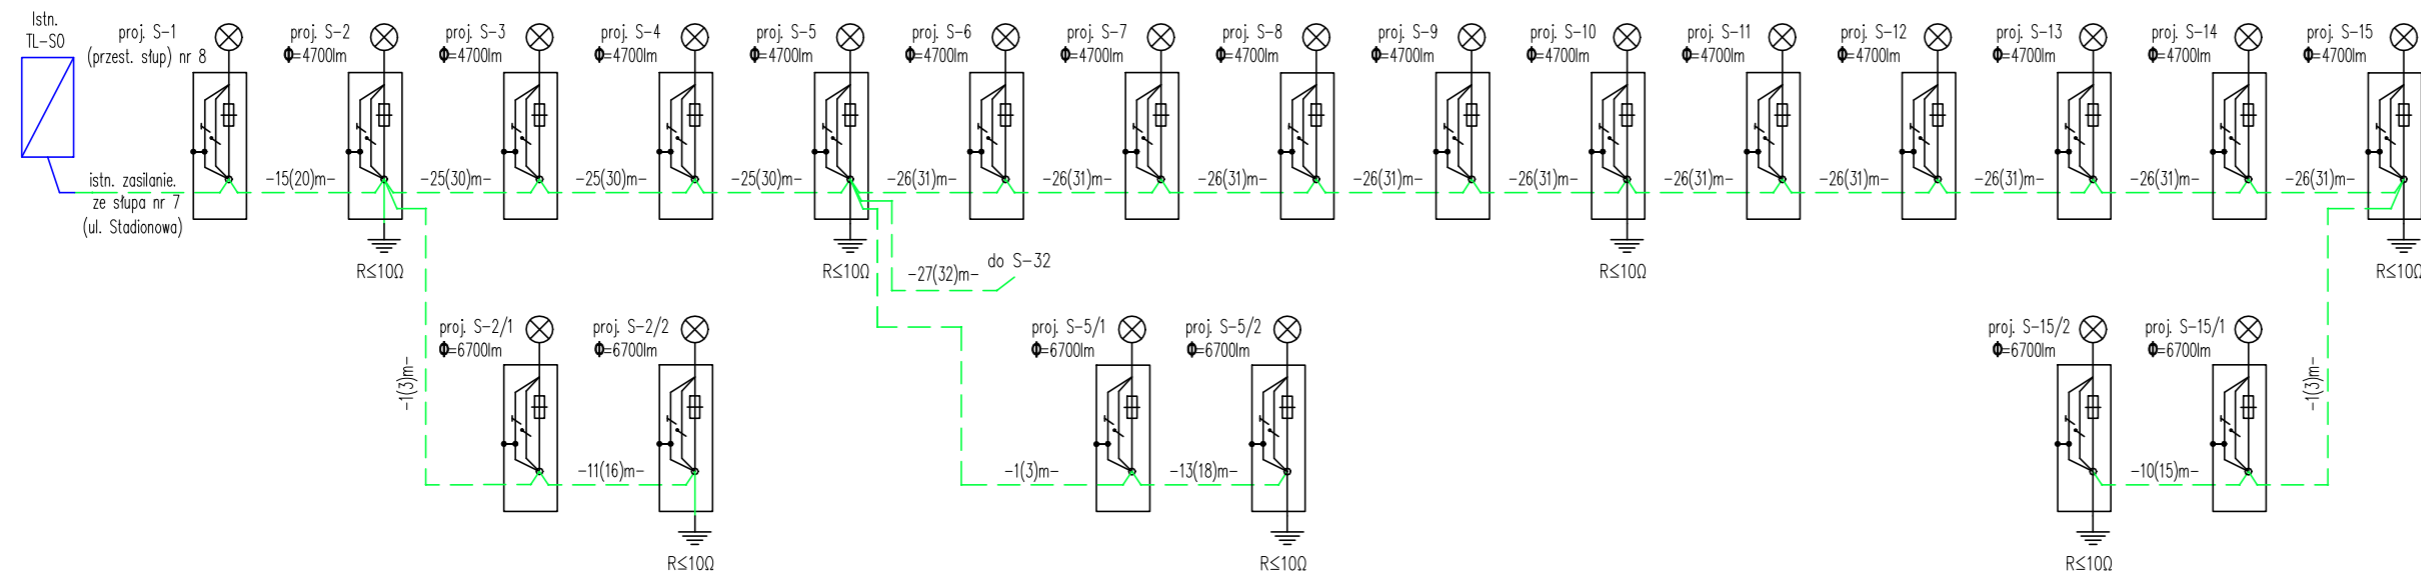 Istn.
TL-SO
proj. S-1
(przest. słup) nr 8
proj. S-2
Φ=4700lm
proj. S-3
Φ=4700lm
proj. S-4
Φ=4700lm
proj. S-5
Φ=4700lm
proj. S-6
Φ=4700lm
proj. S-7
Φ=4700lm
proj. S-8
Φ=4700lm
proj. S-9
Φ=4700lm
proj. S-10
Φ=4700lm
proj. S-11
Φ=4700lm
proj. S-12
Φ=4700lm
proj. S-13
Φ=4700lm
proj. S-14
Φ=4700lm
proj. S-15
Φ=4700lm
istn. zasilanie.
ze słupa nr 7
(ul. Stadionowa)
-15(20)m-
-25(30)m-
-25(30)m-
-25(30)m-
-26(31)m-
-26(31)m-
-26(31)m-
-26(31)m-
-26(31)m-
-26(31)m-
-26(31)m-
-26(31)m-
-26(31)m-
-26(31)m-
R≤10Ω
R≤10Ω
R≤10Ω
R≤10Ω
-27(32)m-
do S-32
proj. S-2/1
Φ=6700lm
proj. S-2/2
Φ=6700lm
proj. S-5/1
Φ=6700lm
proj. S-5/2
Φ=6700lm
proj. S-15/2
Φ=6700lm
proj. S-15/1
Φ=6700lm
-1(3)m-
-11(16)m-
-1(3)m-
-13(18)m-
-10(15)m-
-1(3)m-
R≤10Ω
R≤10Ω
R≤10Ω